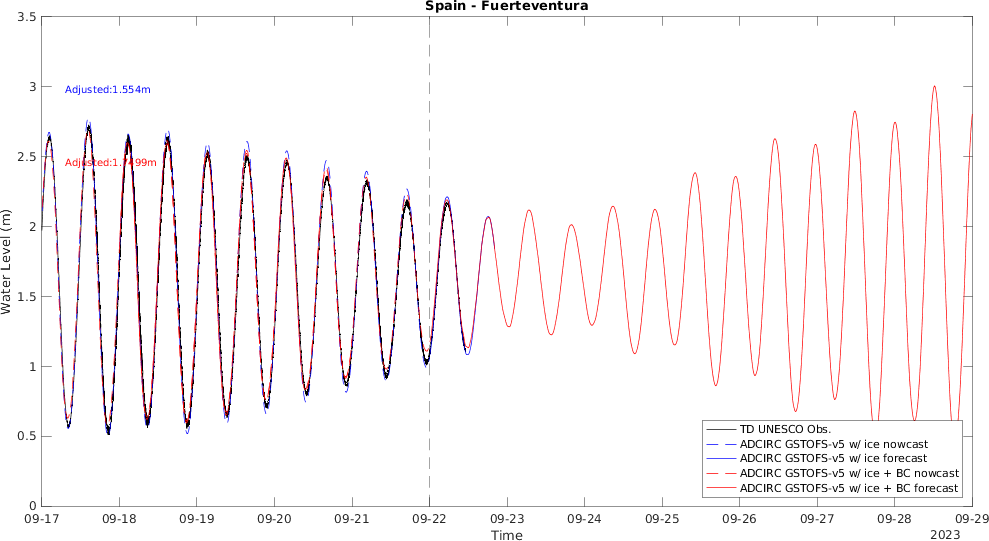 Spain - Fuerteventura
3.5
3
2.5
2
1.5
1
0.5
0
Water Level (m)
Adjusted:1.554m
Adjusted:1.7499m
TD UNESCO Obs.
ADCIRC GSTOFS-v5 w/ ice nowcast
ADCIRC GSTOFS-v5 w/ ice forecast
ADCIRC GSTOFS-v5 w/ ice + BC nowcast
ADCIRC GSTOFS-v5 w/ ice + BC forecast
09-17 09-18 09-19 09-20 09-21 09-22 09-23 09-24 09-25 09-26 09-27 09-28 09-29
Time
2023